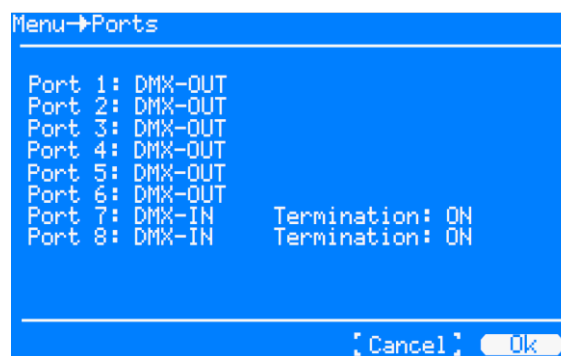 Menu→Ports
Port 1: DMX-OUT
Port 2: DMX-OUT
Port 3: DMX-OUT
Port 4: DMX-OUT
Port 5: DMX-OUT
Port 6: DMX-OUT
Port 7: DMX-IN Termination: ON
Port 8: DMX-IN Termination: ON
[Cancel] Ok